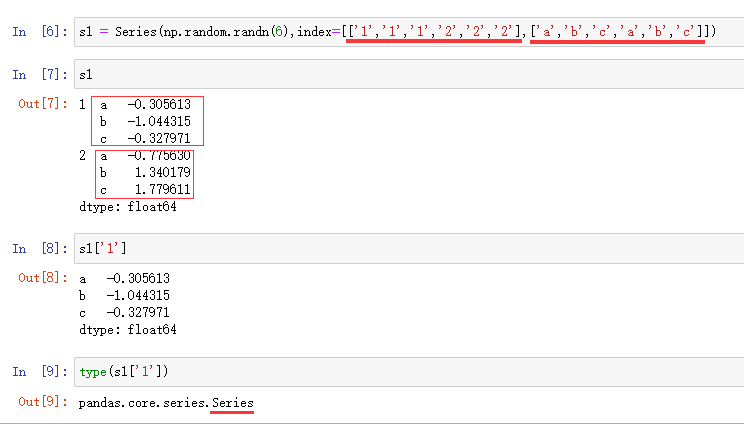 In [6]: s1 = Series(np.random.randn(6),index=[['1','1','1','2','2','2'],['a','b','c','a','b','c']])
In [7]: s1
Out[7]: 1 a -0.305613
b -1.044315
c -0.327971
2 a -0.775630
b 1.340179
c 1.779611
dtype: float64
In [8]: s1['1']
Out[8]: a -0.305613
b -1.044315
c -0.327971
dtype: float64
In [9]: type(s1['1'])
Out[9]: pandas.core.series.Series